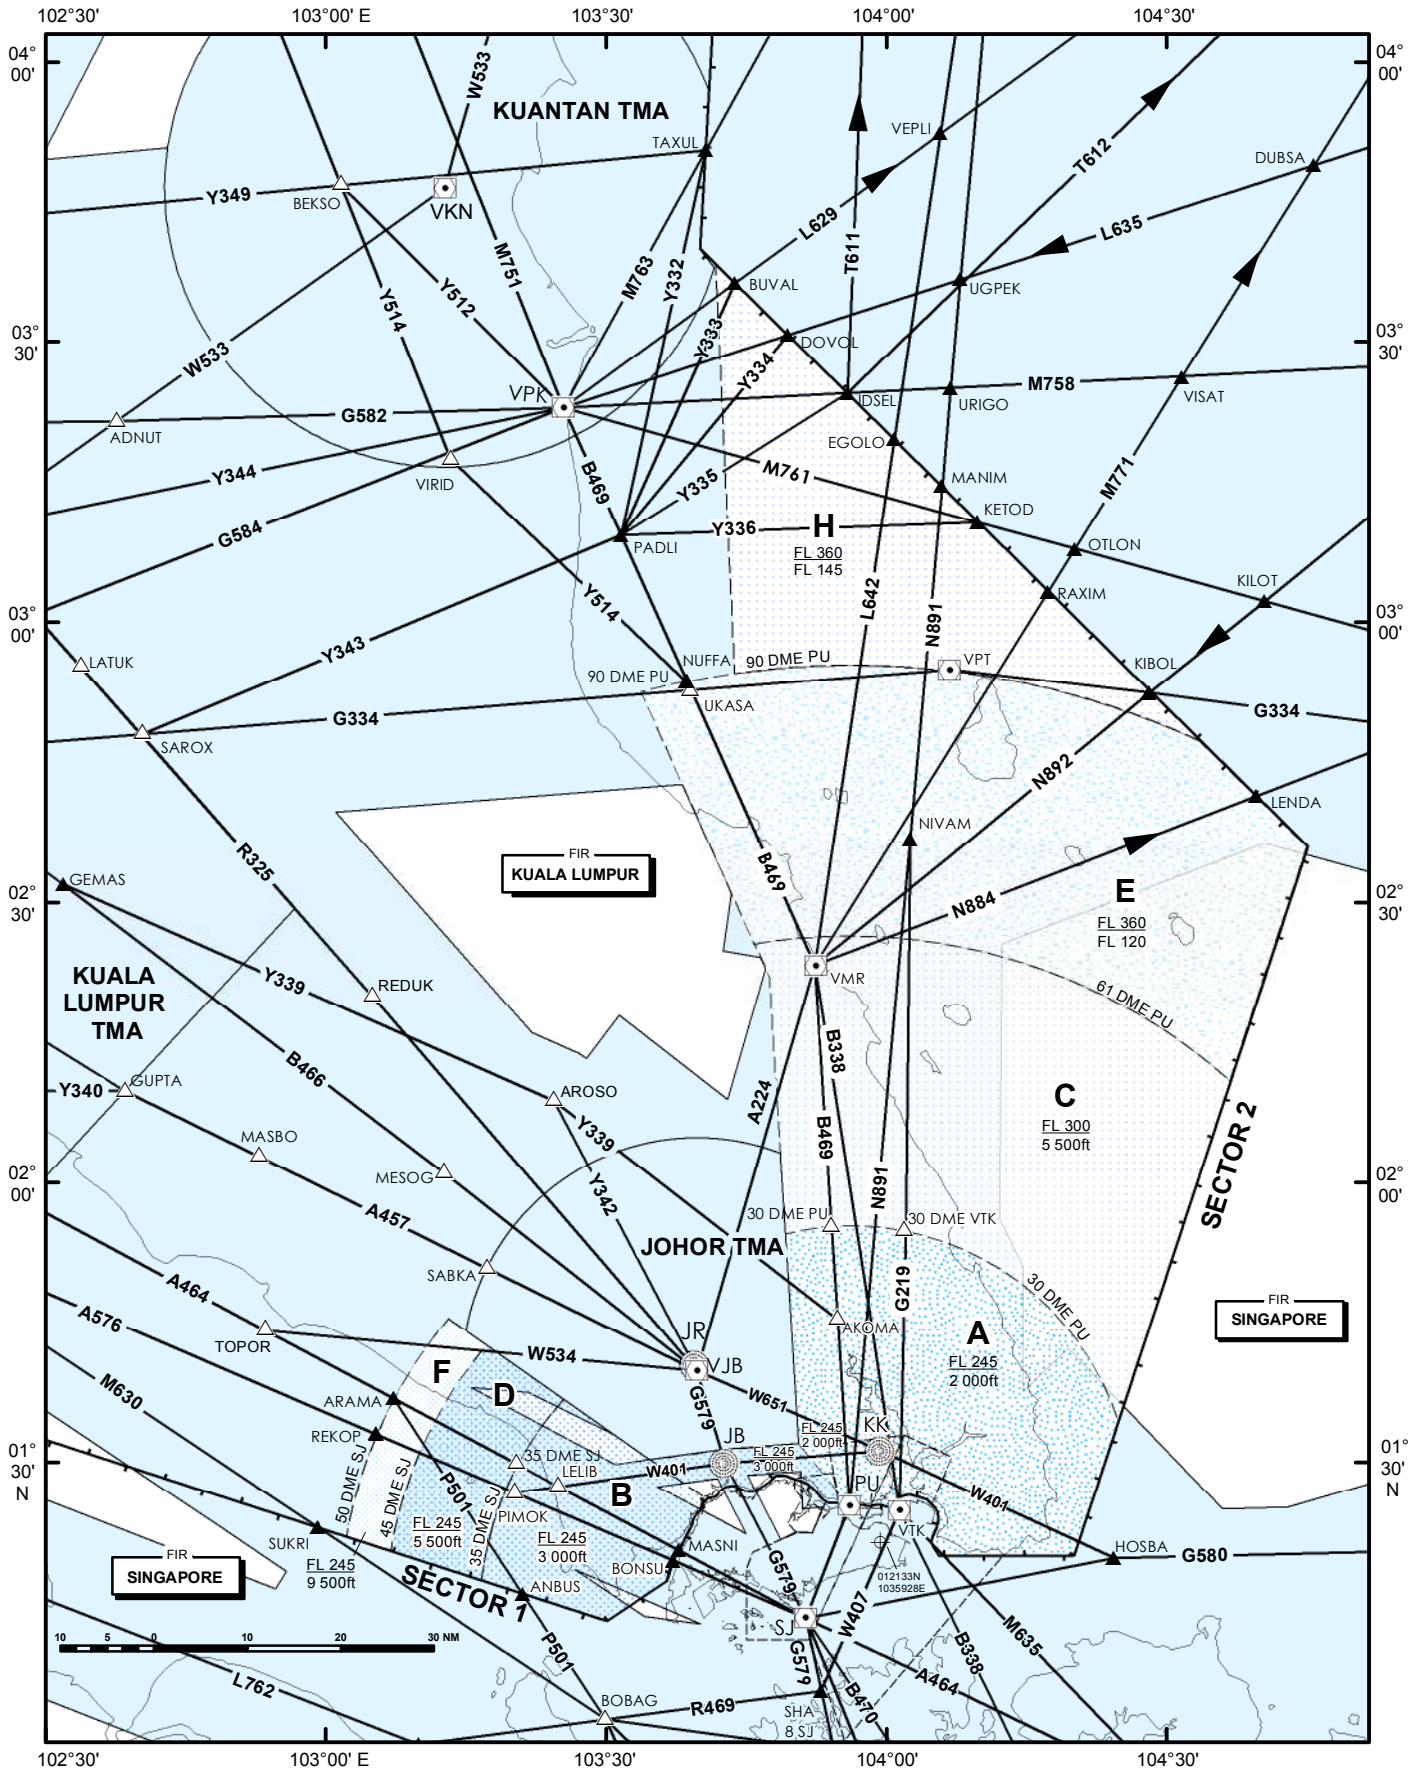 102°30'
103°00' E
103°30'
104°00'
104°30'
04°
00'
04°
00'
W533
KUANTAN TMA
TAXUL
VEPLI
T612
DUBSA
Y349
BEKSO
VKN
L629
L635
M751
M763
Y332
T611
Y512
Y514
BUVAL
UGPEK
03°
30'
03°
30'
Y333
DOVOL
Y334
W533
VPK
G582
M758
IDSEL
URIGO
VISAT
ADNUT
EGOLO
Y344
VIRID
B469
Y335
M761
M771
MANIM
KETOD
G584
PADLI
Y336
H
FL 360
FL 145
OTLON
KILOT
RAXIM
Y514
L642
N891
03°
00'
03°
00'
LATUK
Y343
NUFFA
90 DME PU
90 DME PU
VPT
KIBOL
UKASA
G334
G334
SAROX
N892
LENDA
NIVAM
R325
FIR
KUALA LUMPUR
B469
GEMAS
E
FL 360
FL 120
02°
30'
02°
30'
N884
KUALA
LUMPUR
TMA
Y339
REDUK
VMR
61 DME PU
B338
B466
GUPTA
Y340
AROSO
A224
C
FL 300
5 500ft
Y339
B469
MASBO
MESOG
SECTOR 2
02°
00'
02°
00'
Y342
N891
A457
30 DME PU
30 DME VTK
JOHOR TMA
SABKA
A464
G219
30 DME PU
A576
FIR
SINGAPORE
AKOMA
A
FL 245
2 000ft
TOPOR
JR
VJB
W534
F
D
M630
ARAMA
G579
W651
REKOP
KK
FL 245
2 000ft
JB
01°
30'
N
01°
30'
N
35 DME SJ
LELIB
W401
FL 245
3 000ft
50 DME SJ
45 DME SJ
P501
B
PU
W401
35 DME SJ
PIMOK
FL 245
5 500ft
FL 245
3 000ft
VTK
SUKRI
MASNI
HOSBA
G580
BONSU
FIR
SINGAPORE
FL 245
9 500ft
ANBUS
G579
012133N
1035928E
SECTOR 1
SJ
W407
10
5
0
10
20
30 NM
P501
G579
B338
M635
L762
BOBAG
R469
A464
B470
SHA
8 SJ
102°30'
103°00'
103°30'
104°00'
104°30'